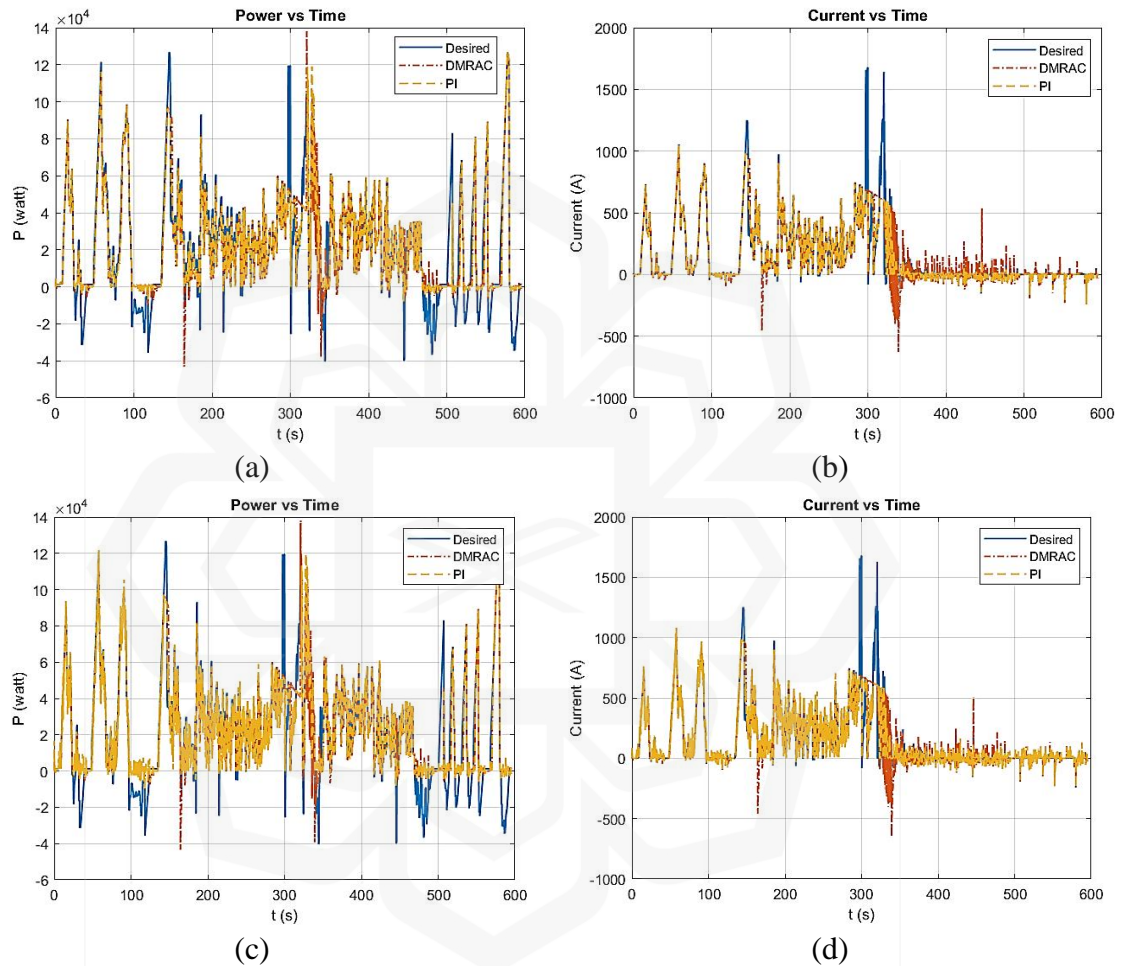 Power vs Time
×10⁴
14
12
10
8
6
4
2
0
-2
-4
-6
P (watt)
Desired
DMRAC
PI
0 100 200 300 400 500 600
t (s)
(a)
Current vs Time
2000
1500
1000
500
0
-500
-1000
Current (A)
Desired
DMRAC
PI
0 100 200 300 400 500 600
t (s)
(b)
Power vs Time
×10⁴
14
12
10
8
6
4
2
0
-2
-4
-6
P (watt)
Desired
DMRAC
PI
0 100 200 300 400 500 600
t (s)
(c)
Current vs Time
2000
1500
1000
500
0
-500
-1000
Current (A)
Desired
DMRAC
PI
0 100 200 300 400 500 600
t (s)
(d)